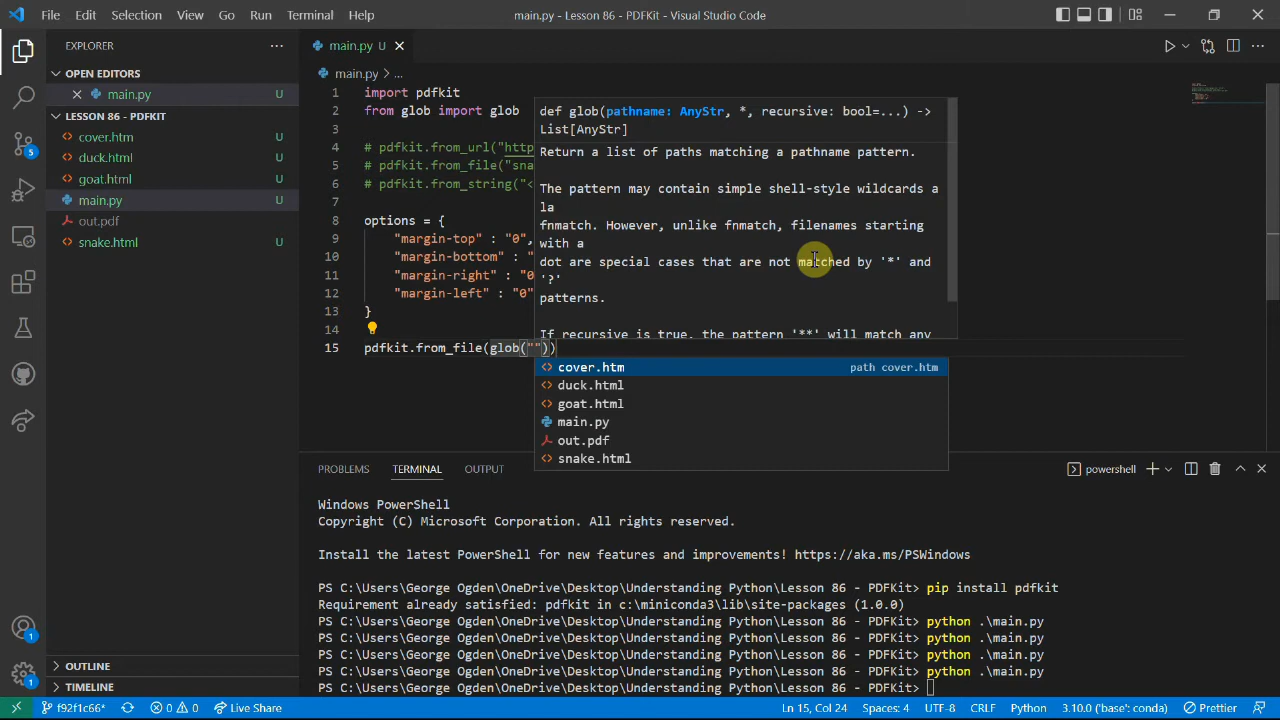 File Edit Selection View Go Run Terminal Help main.py - Lesson 86 - PDFKit - Visual Studio Code
EXPLORER
OPEN EDITORS
main.py U
LESSON 86 - PDFKIT
cover.htm U
duck.html U
goat.html U
main.py U
out.pdf
snake.html U
OUTLINE
TIMELINE
main.py U
main.py > ...
1 import pdfkit
2 from glob import glob
3
4 # pdfkit.from_url("http
5 # pdfkit.from_file("sna
6 # pdfkit.from_string("<
7
8 options = {
9 "margin-top" : "0",
10 "margin-bottom" :
11 "margin-right" : "0
12 "margin-left" : "0"
13 }
14
15 pdfkit.from_file(glob(""))
def glob(pathname: AnyStr, *, recursive: bool=...) ->
List[AnyStr]
Return a list of paths matching a pathname pattern.
The pattern may contain simple shell-style wildcards a
la
fnmatch. However, unlike fnmatch, filenames starting
with a
dot are special cases that are not matched by '*' and
'?'
patterns.
If recursive is true, the pattern '**' will match any
cover.htm path cover.htm
duck.html
goat.html
main.py
out.pdf
snake.html
PROBLEMS TERMINAL OUTPUT powershell
Windows PowerShell
Copyright (C) Microsoft Corporation. All rights reserved.
Install the latest PowerShell for new features and improvements! https://aka.ms/PSWindows
PS C:\Users\George Ogden\OneDrive\Desktop\Understanding Python\Lesson 86 - PDFKit> pip install pdfkit
Requirement already satisfied: pdfkit in c:\miniconda3\lib\site-packages (1.0.0)
PS C:\Users\George Ogden\OneDrive\Desktop\Understanding Python\Lesson 86 - PDFKit> python .\main.py
PS C:\Users\George Ogden\OneDrive\Desktop\Understanding Python\Lesson 86 - PDFKit> python .\main.py
PS C:\Users\George Ogden\OneDrive\Desktop\Understanding Python\Lesson 86 - PDFKit> python .\main.py
PS C:\Users\George Ogden\OneDrive\Desktop\Understanding Python\Lesson 86 - PDFKit> python .\main.py
PS C:\Users\George Ogden\OneDrive\Desktop\Understanding Python\Lesson 86 - PDFKit>
5
1
1
f92f1c66* 0 0 Live Share Ln 15, Col 24 Spaces: 4 UTF-8 CRLF Python 3.10.0 ('base': conda) Prettier